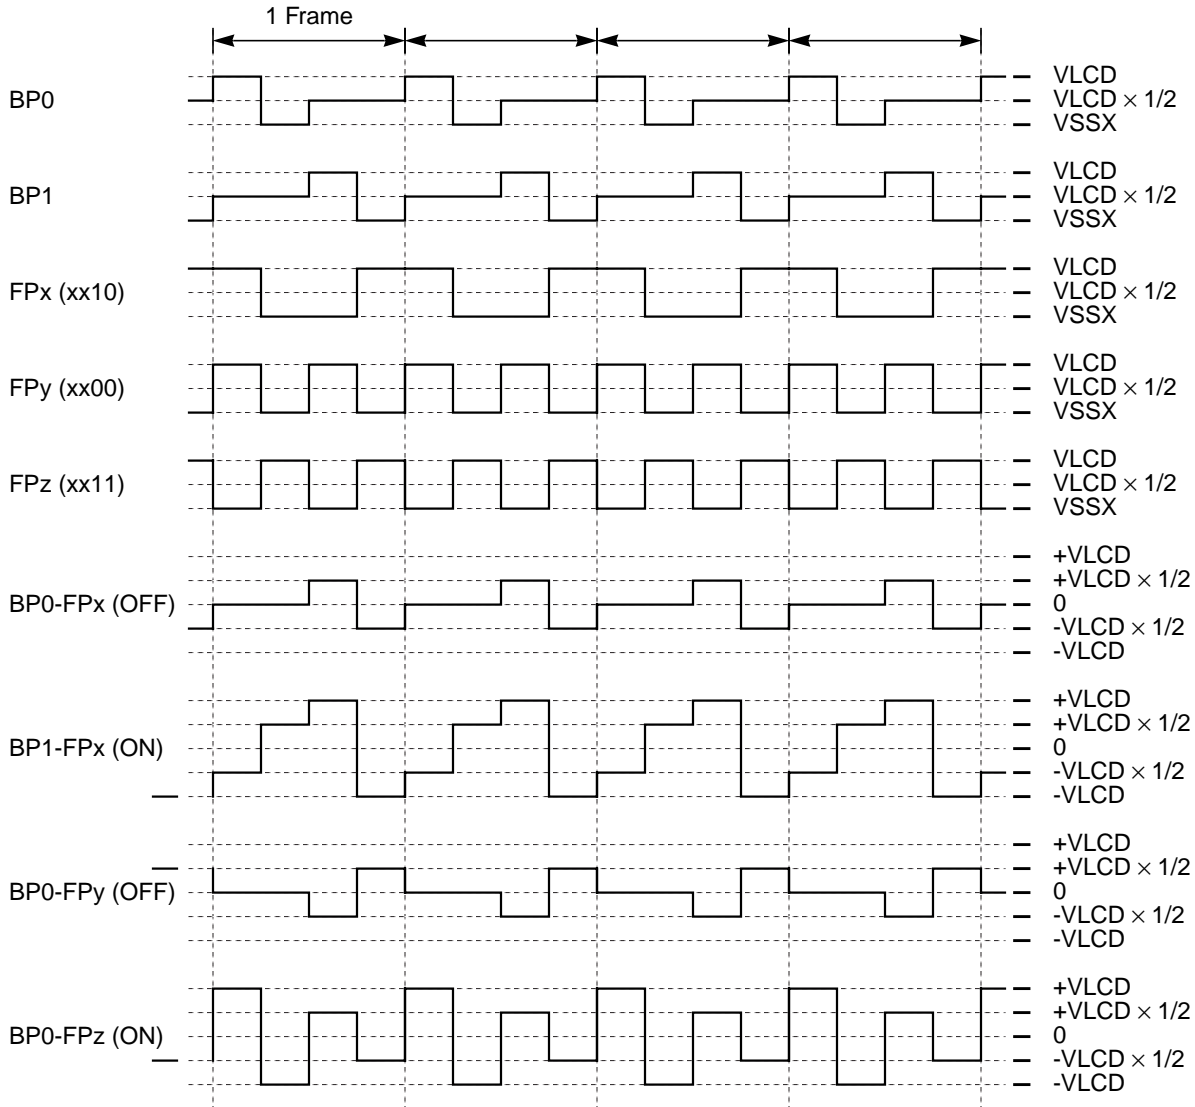 1 Frame
BP0
VLCD
VLCD × 1/2
VSSX
BP1
VLCD
VLCD × 1/2
VSSX
FPx (xx10)
VLCD
VLCD × 1/2
VSSX
FPy (xx00)
VLCD
VLCD × 1/2
VSSX
FPz (xx11)
VLCD
VLCD × 1/2
VSSX
BP0-FPx (OFF)
+VLCD
+VLCD × 1/2
0
-VLCD × 1/2
-VLCD
BP1-FPx (ON)
+VLCD
+VLCD × 1/2
0
-VLCD × 1/2
-VLCD
BP0-FPy (OFF)
+VLCD
+VLCD × 1/2
0
-VLCD × 1/2
-VLCD
BP0-FPz (ON)
+VLCD
+VLCD × 1/2
0
-VLCD × 1/2
-VLCD